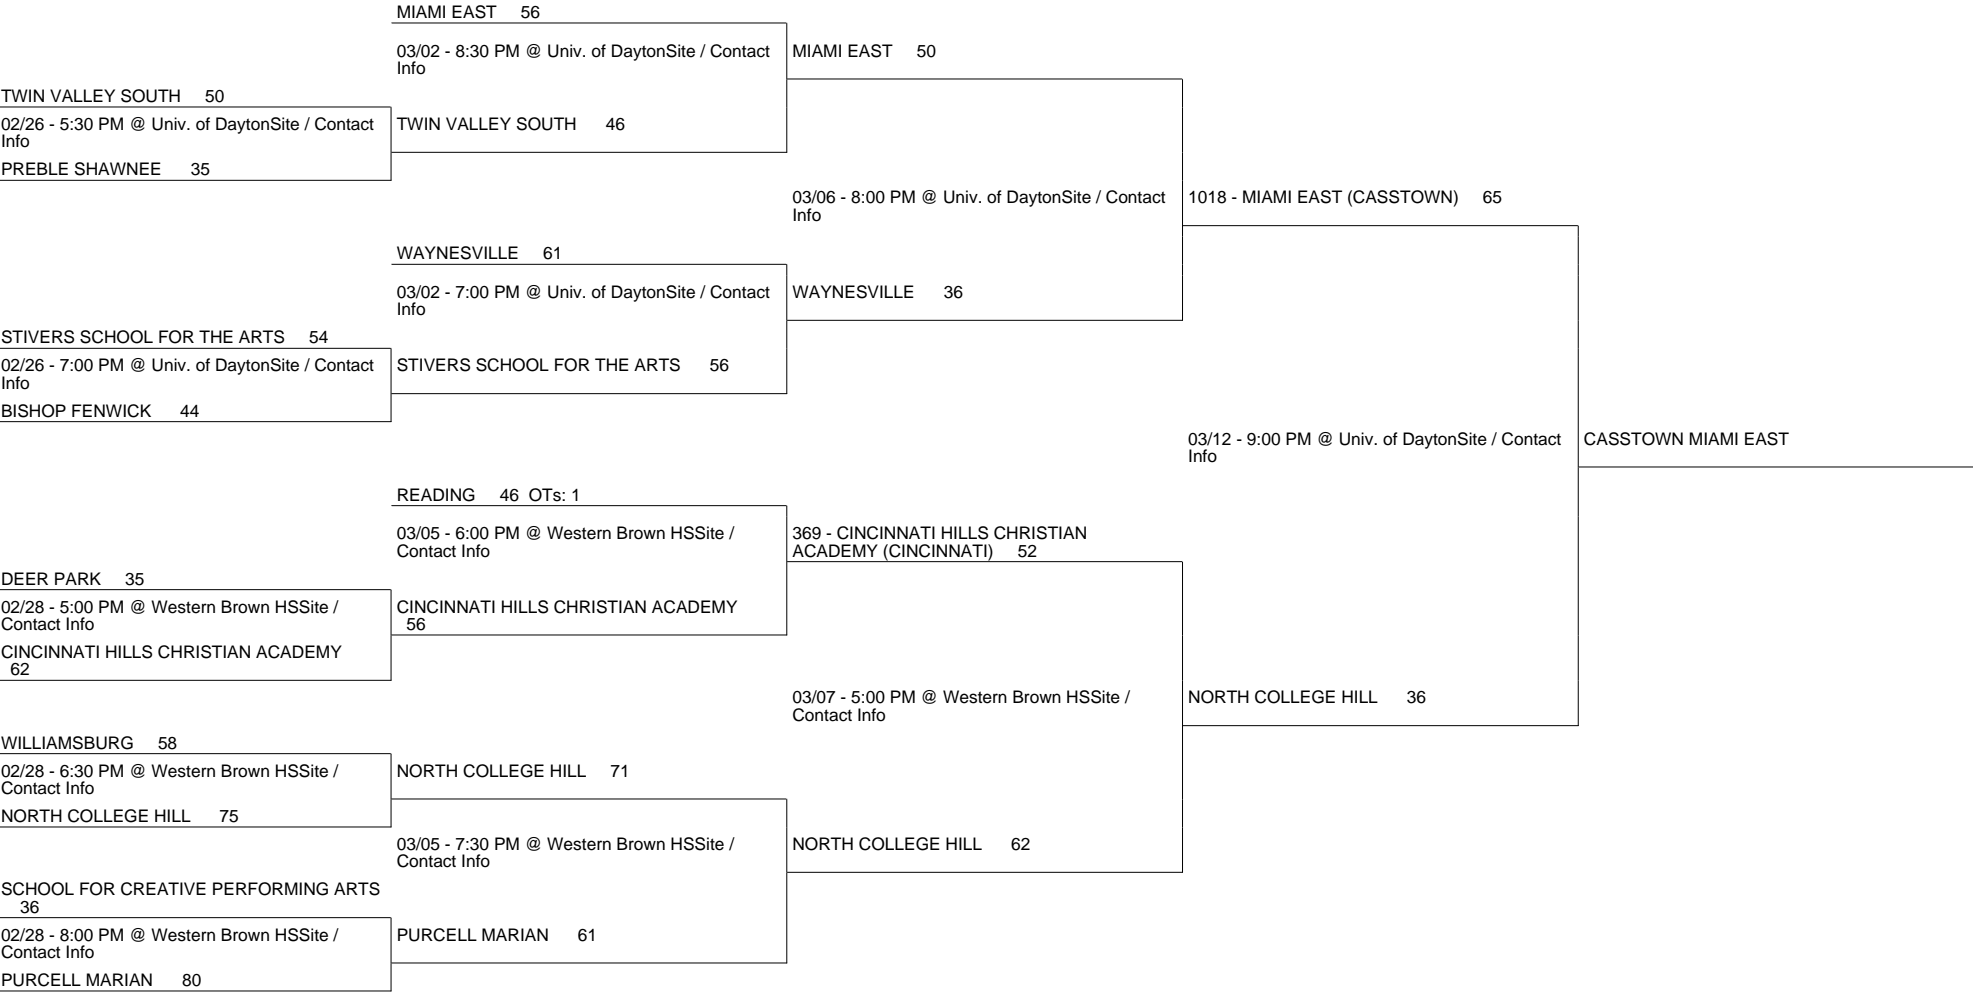 MIAMI EAST 56
03/02 - 8:30 PM @ Univ. of DaytonSite / Contact
Info
TWIN VALLEY SOUTH 50
02/26 - 5:30 PM @ Univ. of DaytonSite / Contact
Info
PREBLE SHAWNEE 35
TWIN VALLEY SOUTH 46
MIAMI EAST 50
03/06 - 8:00 PM @ Univ. of DaytonSite / Contact
Info
WAYNESVILLE 61
03/02 - 7:00 PM @ Univ. of DaytonSite / Contact
Info
STIVERS SCHOOL FOR THE ARTS 54
02/26 - 7:00 PM @ Univ. of DaytonSite / Contact
Info
BISHOP FENWICK 44
STIVERS SCHOOL FOR THE ARTS 56
WAYNESVILLE 36
1018 - MIAMI EAST (CASSTOWN) 65
03/12 - 9:00 PM @ Univ. of DaytonSite / Contact
Info
CASSTOWN MIAMI EAST
READING 46 OTs: 1
03/05 - 6:00 PM @ Western Brown HSSite /
Contact Info
DEER PARK 35
02/28 - 5:00 PM @ Western Brown HSSite /
Contact Info
CINCINNATI HILLS CHRISTIAN ACADEMY
62
CINCINNATI HILLS CHRISTIAN ACADEMY
56
369 - CINCINNATI HILLS CHRISTIAN
ACADEMY (CINCINNATI) 52
03/07 - 5:00 PM @ Western Brown HSSite /
Contact Info
NORTH COLLEGE HILL 36
WILLIAMSBURG 58
02/28 - 6:30 PM @ Western Brown HSSite /
Contact Info
NORTH COLLEGE HILL 75
NORTH COLLEGE HILL 71
03/05 - 7:30 PM @ Western Brown HSSite /
Contact Info
NORTH COLLEGE HILL 62
SCHOOL FOR CREATIVE PERFORMING ARTS
36
02/28 - 8:00 PM @ Western Brown HSSite /
Contact Info
PURCELL MARIAN 80
PURCELL MARIAN 61